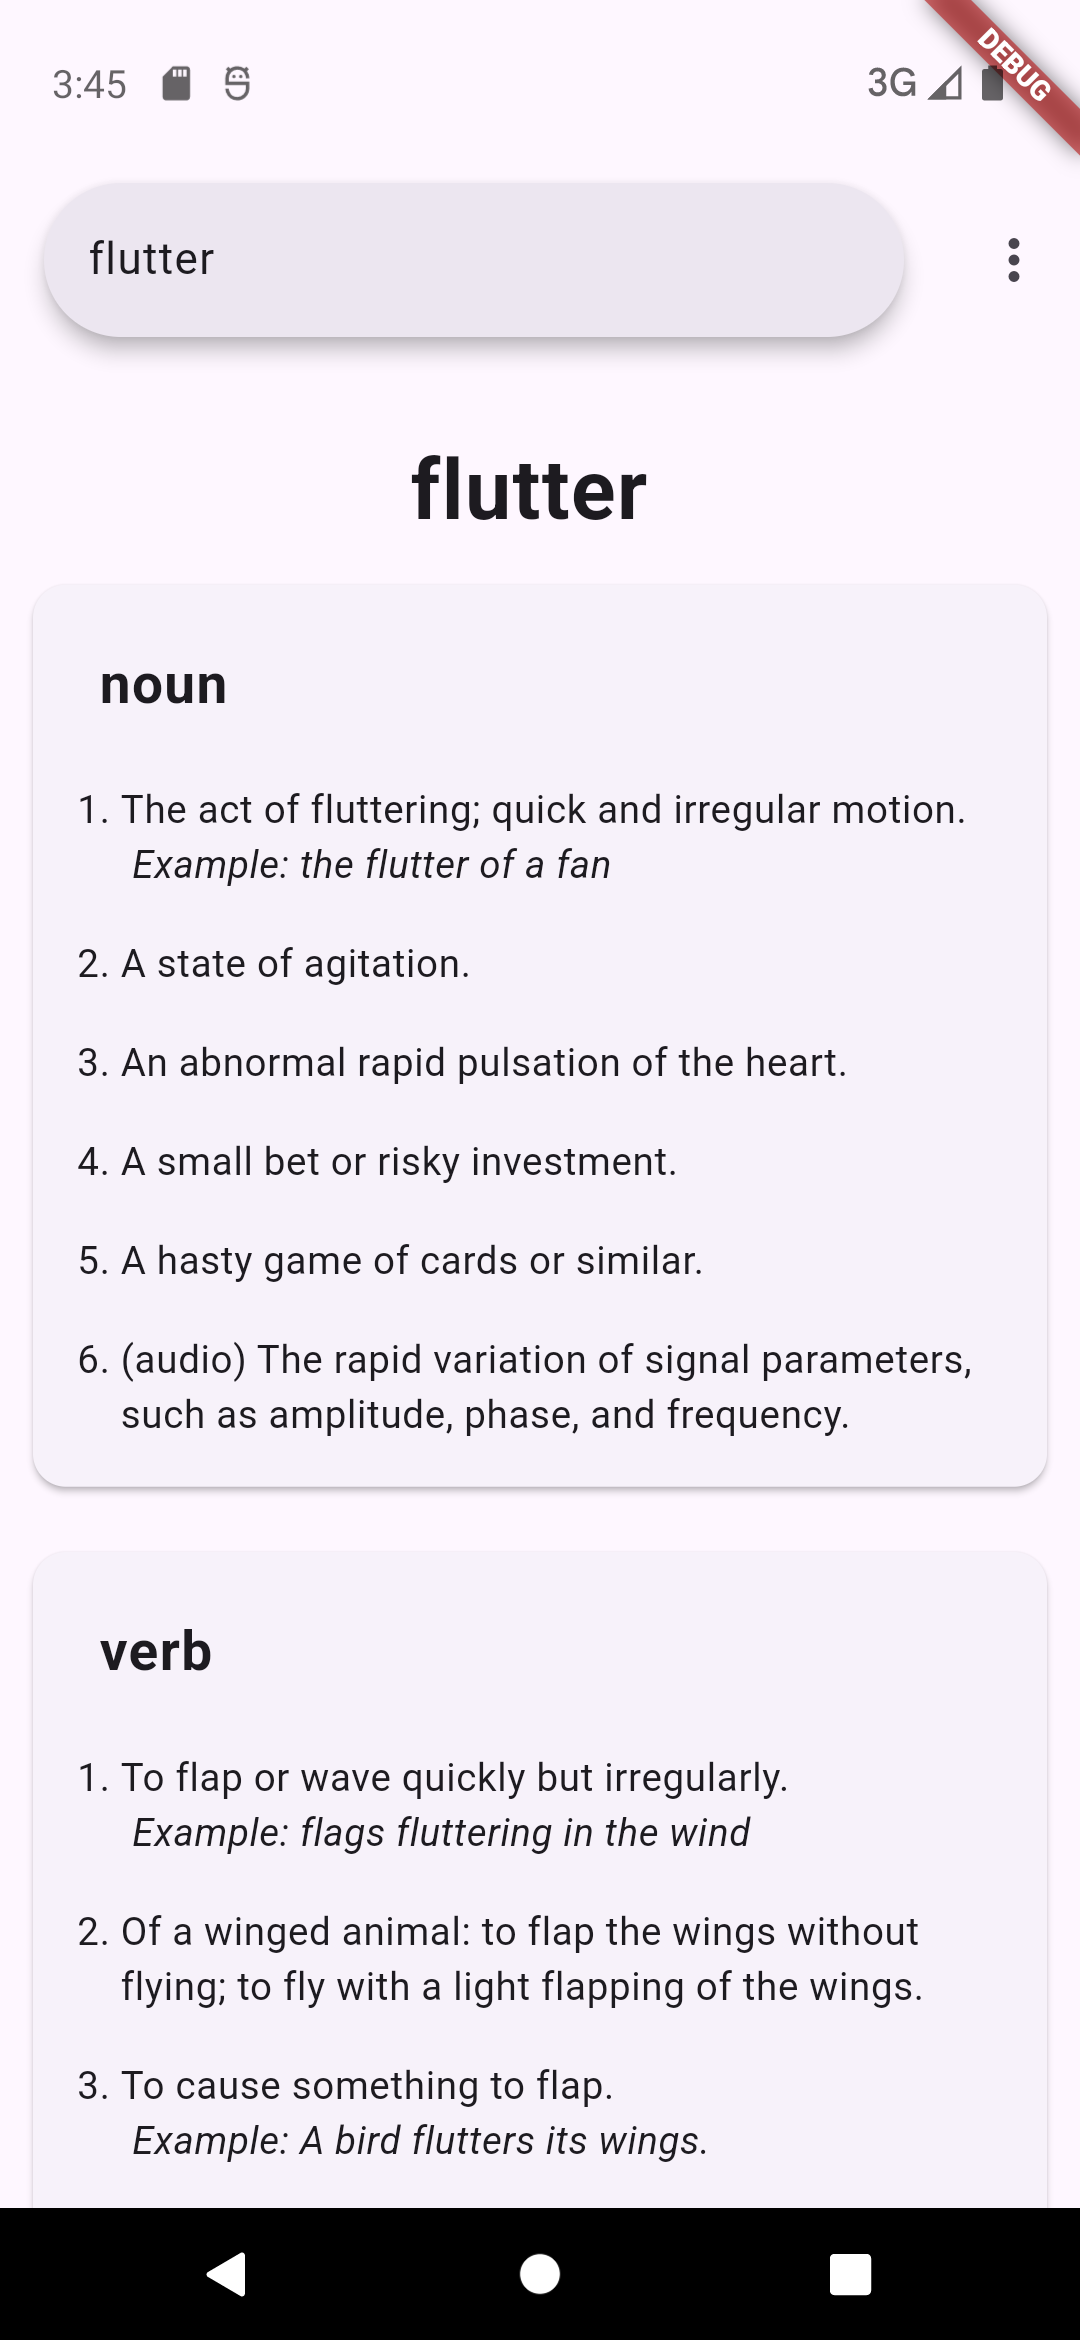 3:45
3G
DEBUG
flutter
flutter
noun
1. The act of fluttering; quick and irregular motion.
Example: the flutter of a fan
2. A state of agitation.
3. An abnormal rapid pulsation of the heart.
4. A small bet or risky investment.
5. A hasty game of cards or similar.
6. (audio) The rapid variation of signal parameters,
such as amplitude, phase, and frequency.
verb
1. To flap or wave quickly but irregularly.
Example: flags fluttering in the wind
2. Of a winged animal: to flap the wings without
flying; to fly with a light flapping of the wings.
3. To cause something to flap.
Example: A bird flutters its wings.